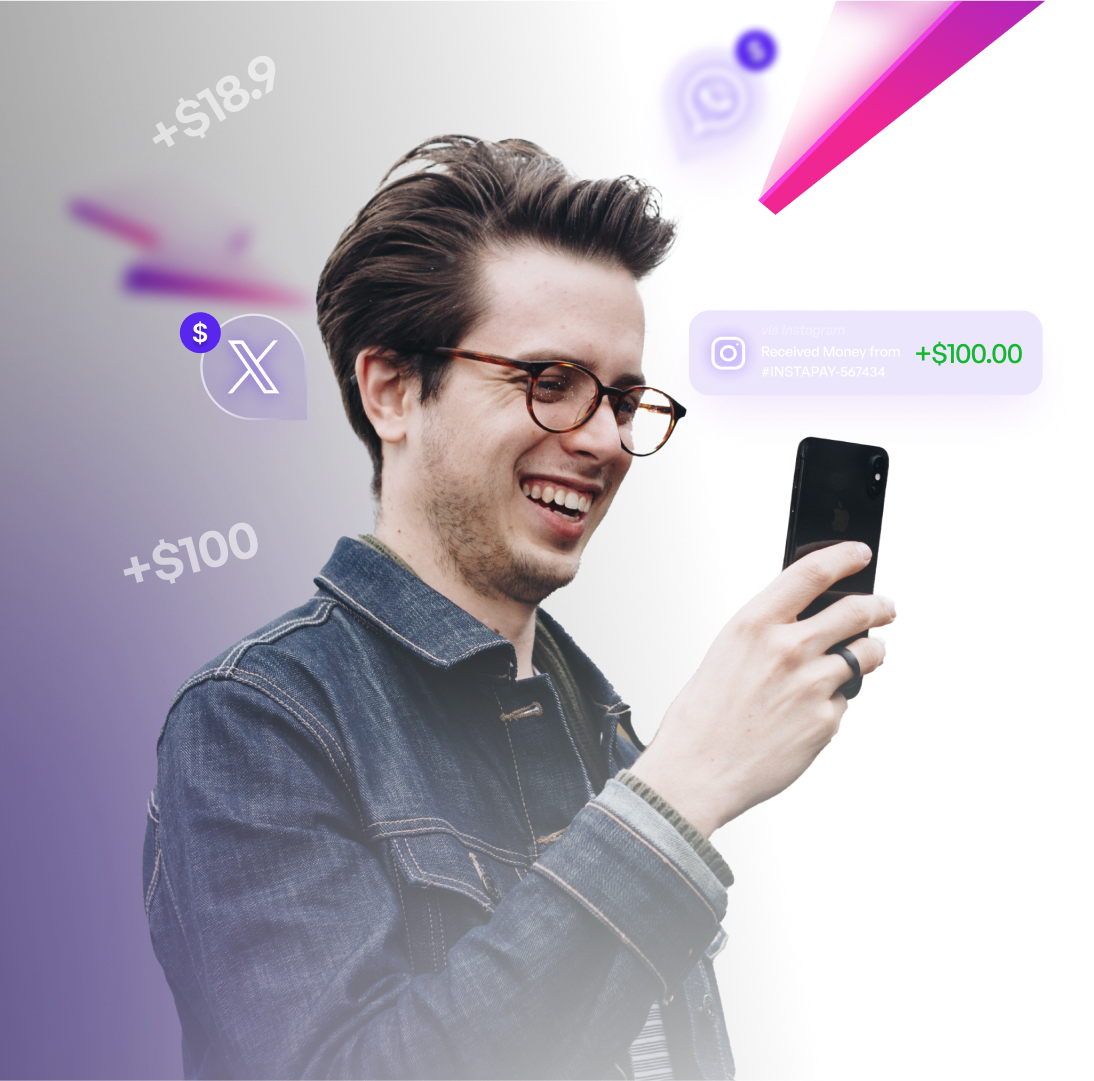 +$18.9
$
via Instagram
Received Money from
#INSTAPAY-567434
+$100.00
$
+$100